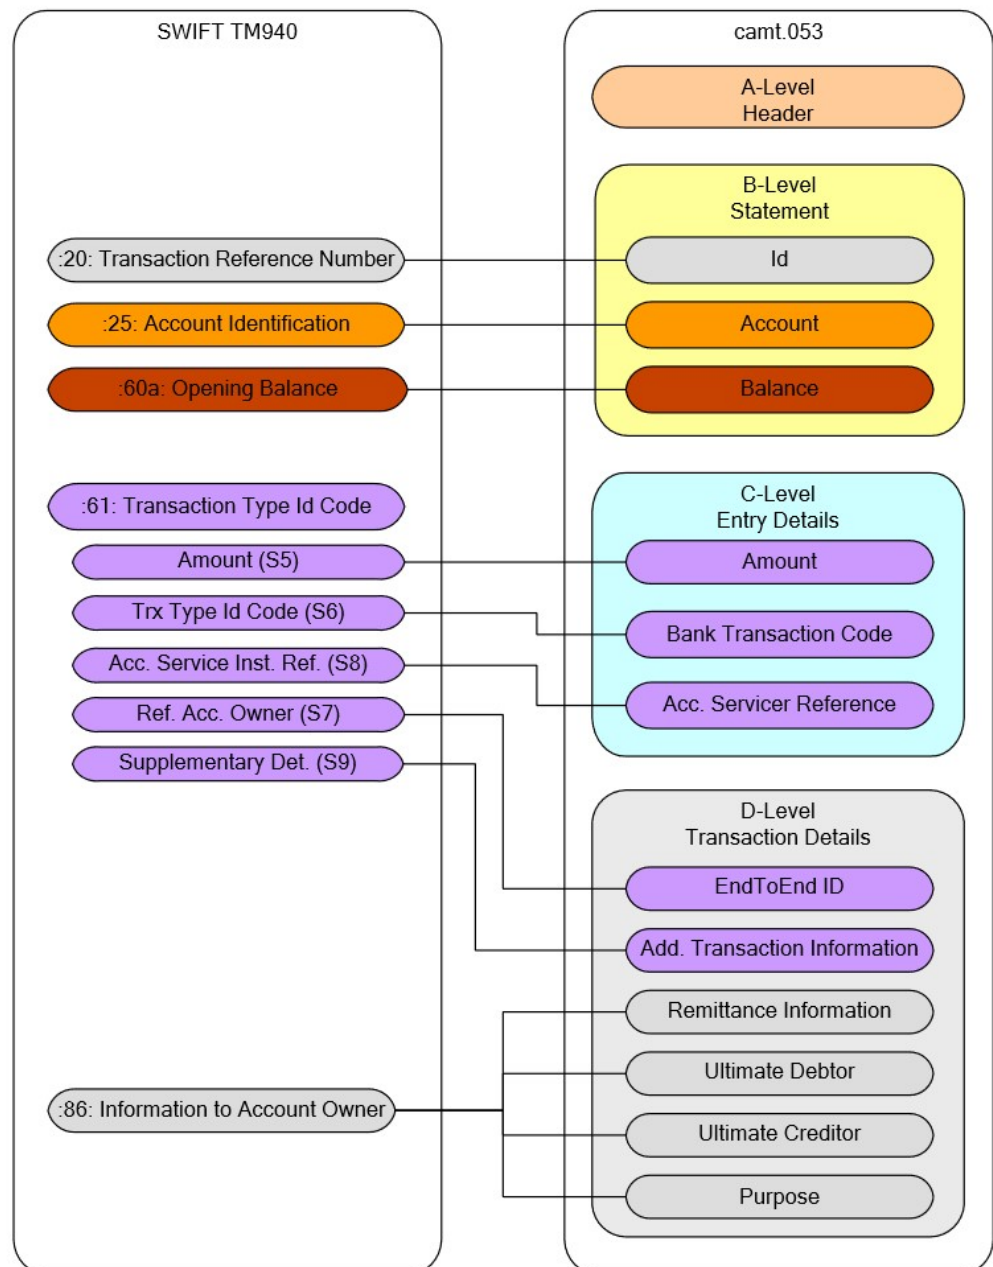 SWIFT TM940
:20: Transaction Reference Number
:25: Account Identification
:60a: Opening Balance
:61: Transaction Type Id Code
Amount (S5)
Trx Type Id Code (S6)
Acc. Service Inst. Ref. (S8)
Ref. Acc. Owner (S7)
Supplementary Det. (S9)
:86: Information to Account Owner
camt.053
A-Level
Header
B-Level
Statement
Id
Account
Balance
C-Level
Entry Details
Amount
Bank Transaction Code
Acc. Servicer Reference
D-Level
Transaction Details
EndToEnd ID
Add. Transaction Information
Remittance Information
Ultimate Debtor
Ultimate Creditor
Purpose